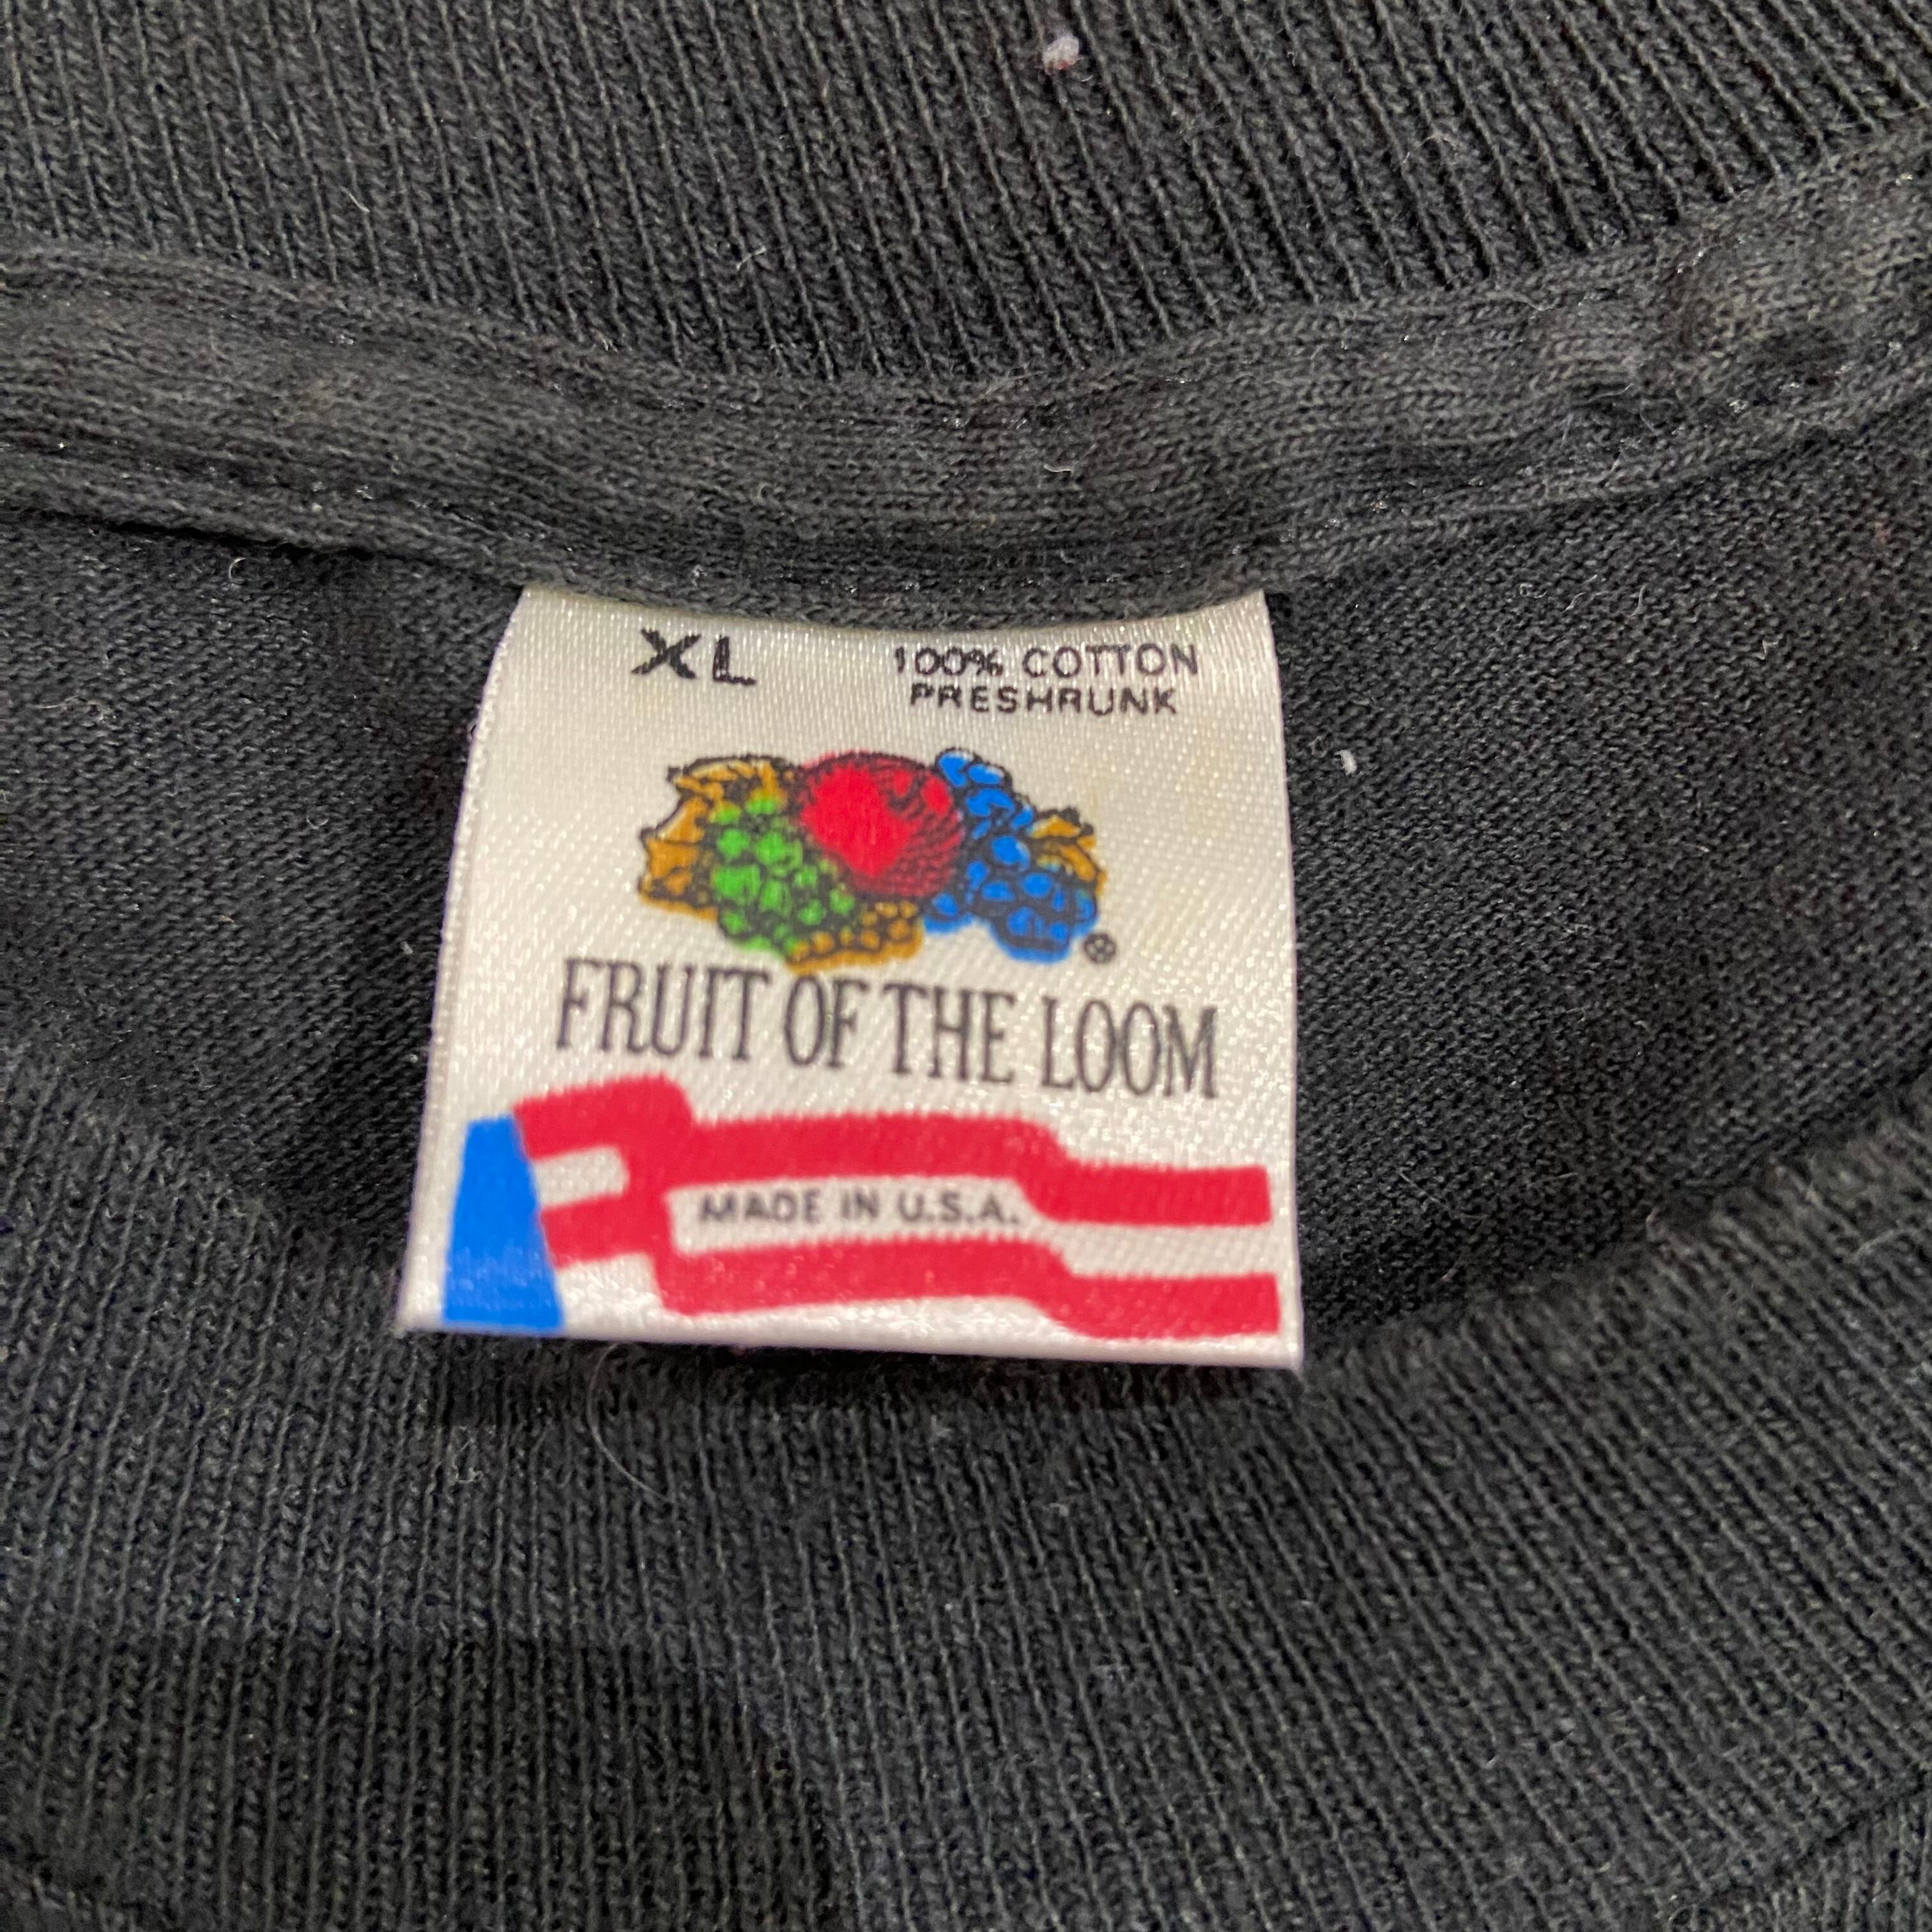 XL
100% COTTON
PRESHRUNK
®
FRUIT OF THE LOOM
MADE IN U.S.A.